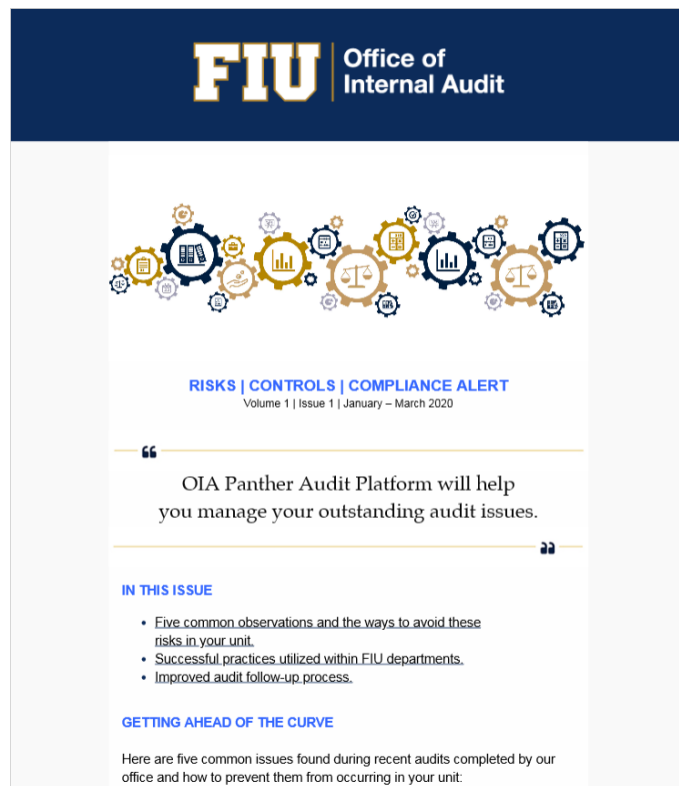 FIU
Office of
Internal Audit
RISKS | CONTROLS | COMPLIANCE ALERT
Volume 1 | Issue 1 | January – March 2020
“
OIA Panther Audit Platform will help
you manage your outstanding audit issues.
”
IN THIS ISSUE
• Five common observations and the ways to avoid these
risks in your unit.
• Successful practices utilized within FIU departments.
• Improved audit follow-up process.
GETTING AHEAD OF THE CURVE
Here are five common issues found during recent audits completed by our
office and how to prevent them from occurring in your unit: